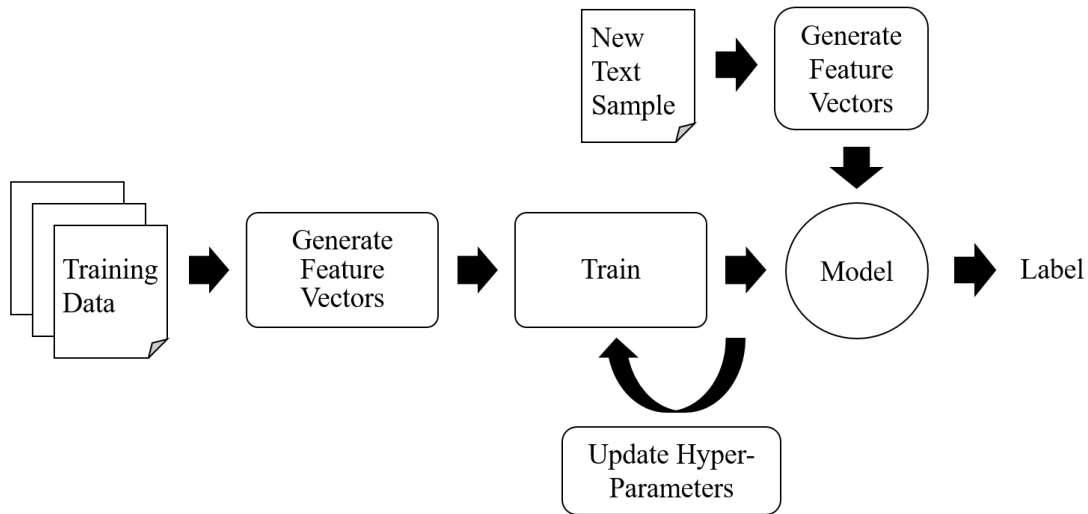 New
Text
Sample
Generate
Feature
Vectors
Training
Data
Generate
Feature
Vectors
Train
Model
Label
Update Hyper-
Parameters